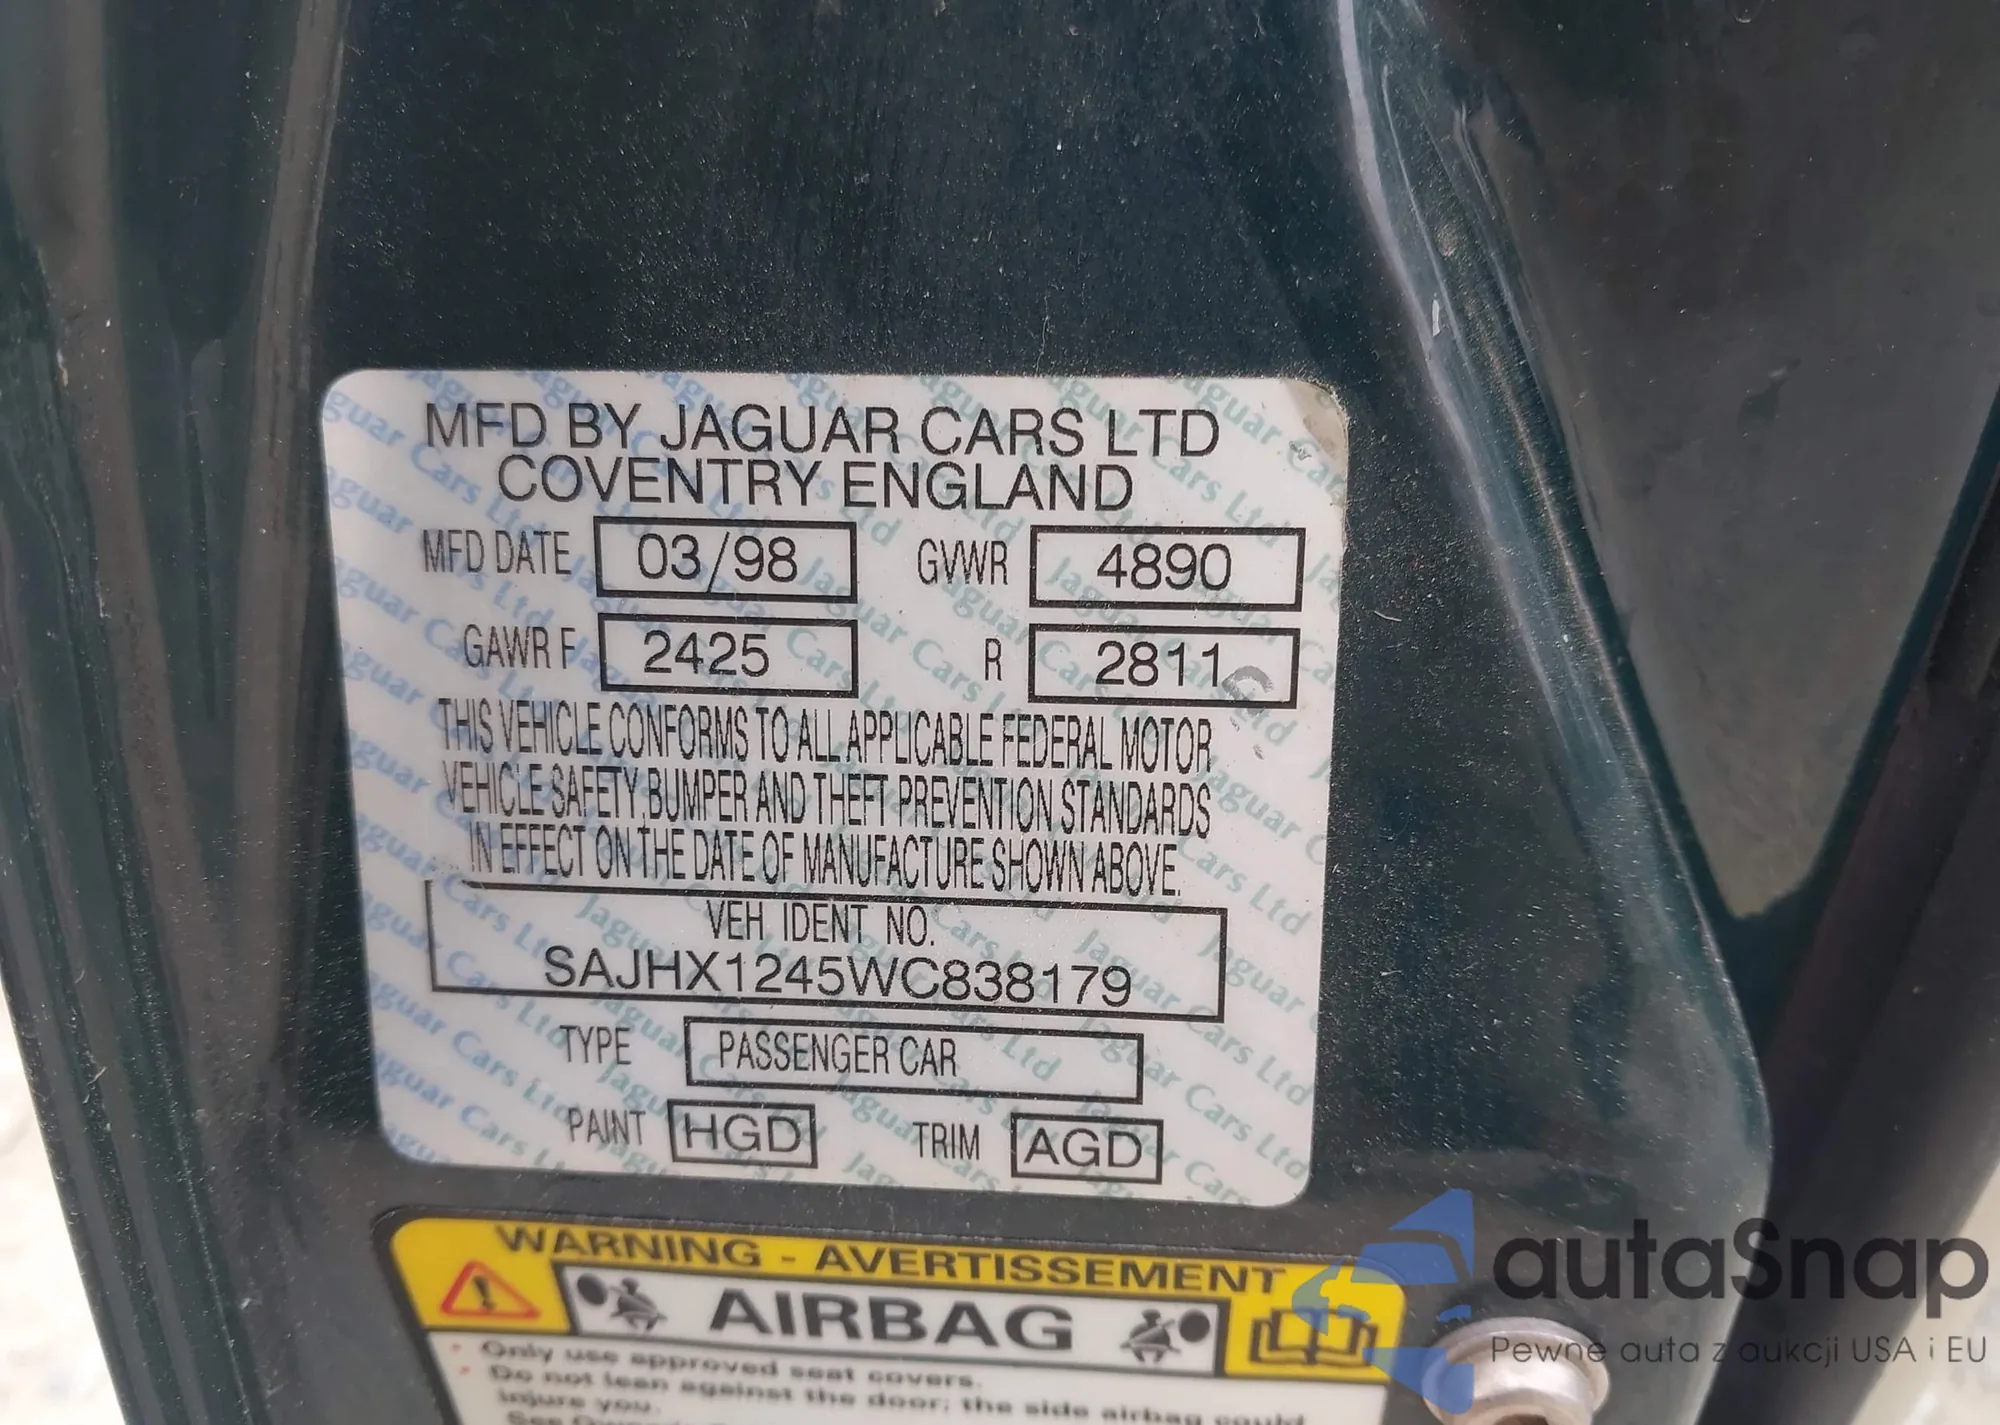 MFD BY JAGUAR CARS LTD
COVENTRY ENGLAND
MFD DATE 03/98 GVWR 4890
GAWR F 2425 R 2811
THIS VEHICLE CONFORMS TO ALL APPLICABLE FEDERAL MOTOR
VEHICLE SAFETY, BUMPER AND THEFT PREVENTION STANDARDS
IN EFFECT ON THE DATE OF MANUFACTURE SHOWN ABOVE.
VEH IDENT NO.
SAJHX1245WC838179
TYPE PASSENGER CAR
PAINT HGD TRIM AGD
WARNING - AVERTISSEMENT
AIRBAG
• Only use approved seat covers.
• Do not lean against the door; the side airbag could
injure you.
See
autaSnap
Pewne auta z aukcji USA i EU